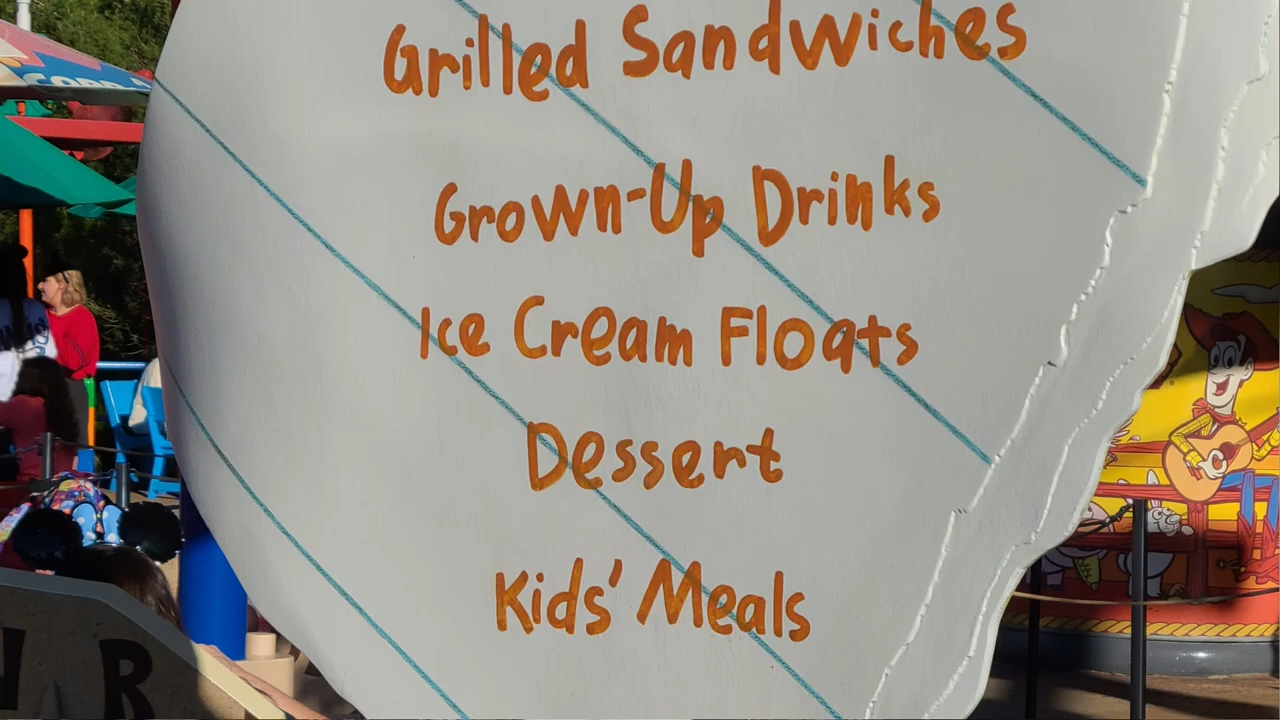 Grilled Sandwiches
Grown-Up Drinks
Ice Cream Floats
Dessert
Kids' Meals
R